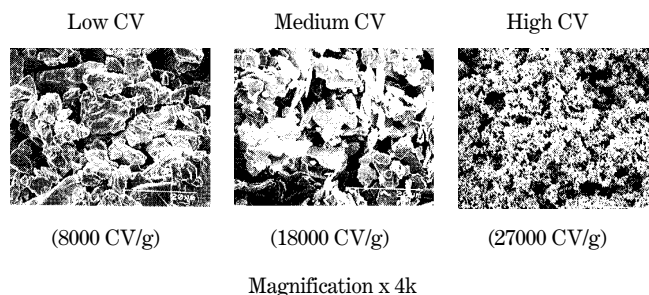 Low CV Medium CV High CV
(8000 CV/g) (18000 CV/g) (27000 CV/g)
Magnification x 4k